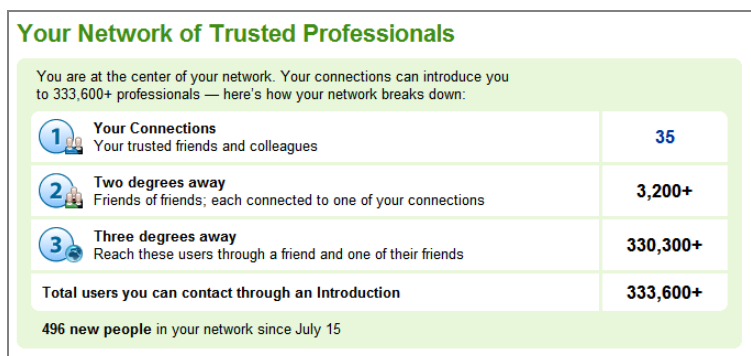 Your Network of Trusted Professionals
You are at the center of your network. Your connections can introduce you
to 333,600+ professionals — here's how your network breaks down:
1 Your Connections
Your trusted friends and colleagues
35
2 Two degrees away
Friends of friends; each connected to one of your connections
3,200+
3 Three degrees away
Reach these users through a friend and one of their friends
330,300+
Total users you can contact through an Introduction
333,600+
496 new people in your network since July 15